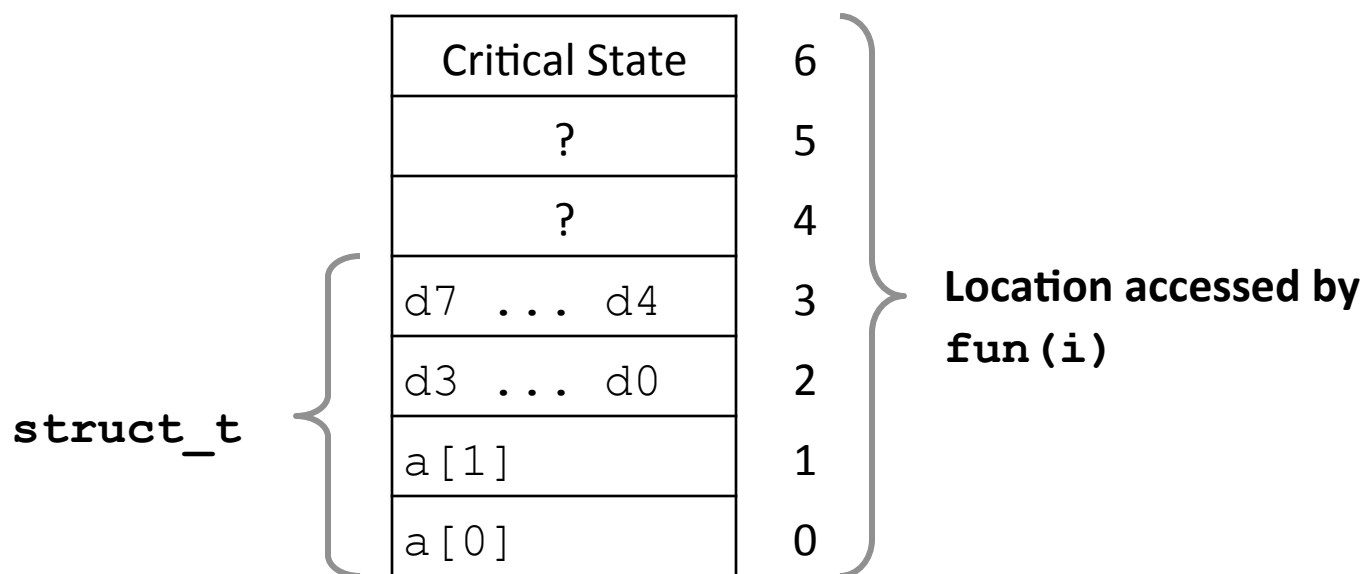 Critical State 6
? 5
? 4
d7 ... d4 3
d3 ... d0 2
a[1] 1
a[0] 0
struct_t
Location accessed by
fun(i)